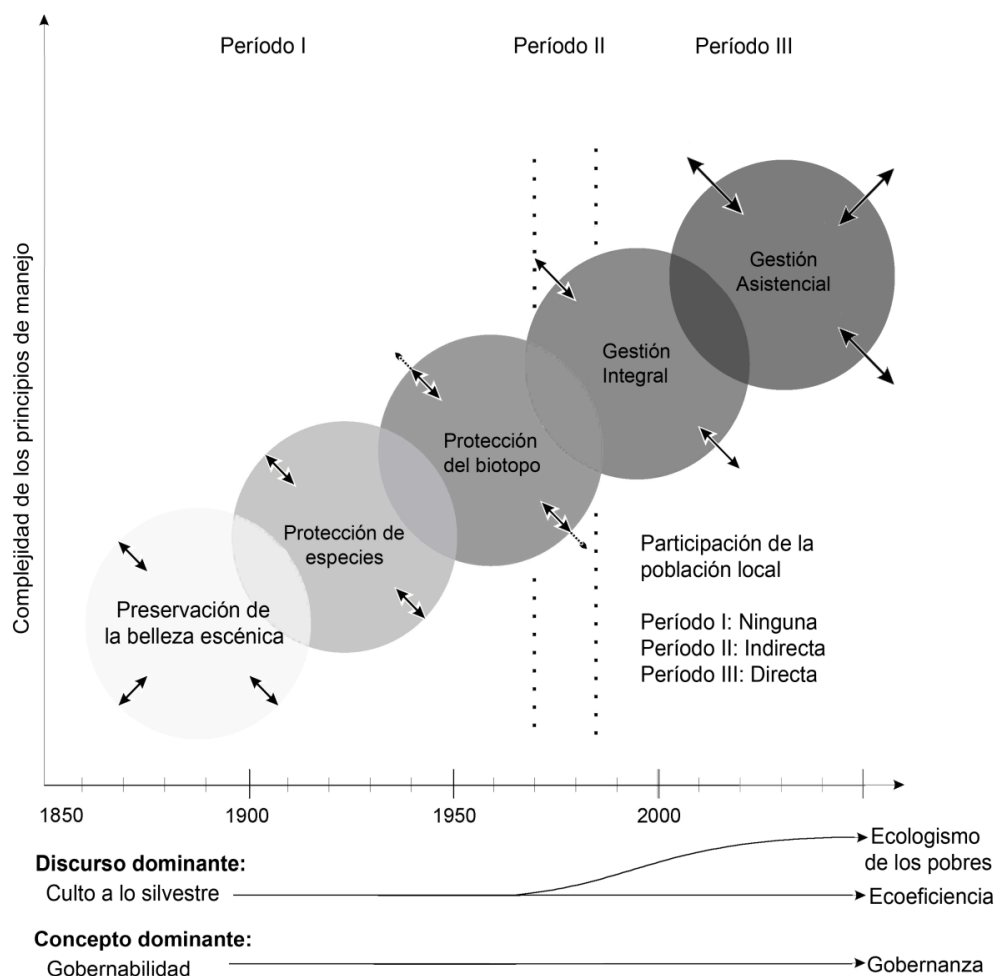 Período I
Período II
Período III
Complejidad de los principios de manejo
Gestión
Asistencial
Gestión
Integral
Protección
del biotopo
Protección de
especies
Preservación de
la belleza escénica
Participación de la
población local
Período I: Ninguna
Período II: Indirecta
Período III: Directa
1850
1900
1950
2000
Discurso dominante:
Culto a lo silvestre
Ecologismo
de los pobres
Ecoeficiencia
Concepto dominante:
Gobernabilidad
Gobernanza